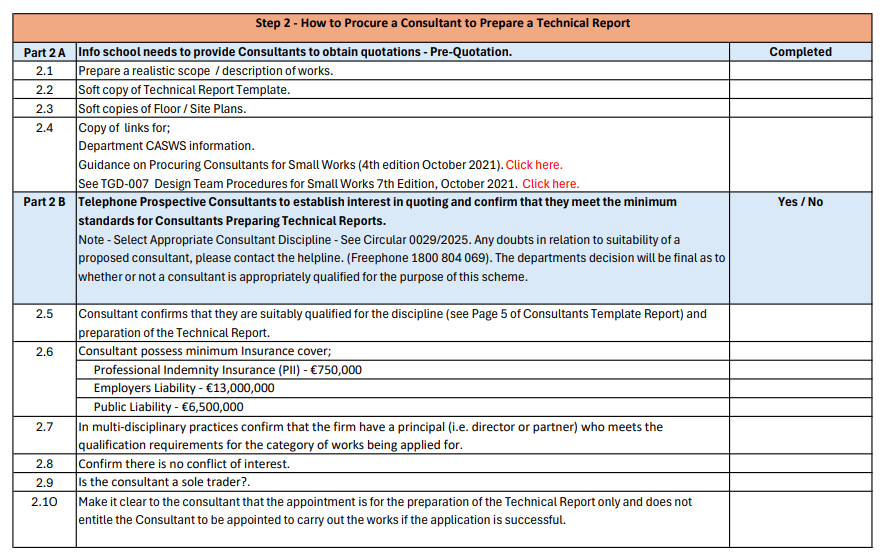 Step 2 - How to Procure a Consultant to Prepare a Technical Report
Part 2 A Info school needs to provide Consultants to obtain quotations - Pre-Quotation. Completed
2.1 Prepare a realistic scope / description of works.
2.2 Soft copy of Technical Report Template.
2.3 Soft copies of Floor / Site Plans.
2.4 Copy of links for;
Department CASWS information.
Guidance on Procuring Consultants for Small Works (4th edition October 2021). Click here.
See TGD-007 Design Team Procedures for Small Works 7th Edition, October 2021. Click here.
Part 2 B Telephone Prospective Consultants to establish interest in quoting and confirm that they meet the minimum Yes / No
standards for Consultants Preparing Technical Reports.
Note - Select Appropriate Consultant Discipline - See Circular 0029/2025. Any doubts in relation to suitability of a
proposed consultant, please contact the helpline. (Freephone 1800 804 069). The departments decision will be final as to
whether or not a consultant is appropriately qualified for the purpose of this scheme.
2.5 Consultant confirms that they are suitably qualified for the discipline (see Page 5 of Consultants Template Report) and
preparation of the Technical Report.
2.6 Consultant possess minimum Insurance cover;
Professional Indemnity Insurance (PII) - €750,000
Employers Liability - €13,000,000
Public Liability - €6,500,000
2.7 In multi-disciplinary practices confirm that the firm have a principal (i.e. director or partner) who meets the
qualification requirements for the category of works being applied for.
2.8 Confirm there is no conflict of interest.
2.9 Is the consultant a sole trader?.
2.10 Make it clear to the consultant that the appointment is for the preparation of the Technical Report only and does not
entitle the Consultant to be appointed to carry out the works if the application is successful.